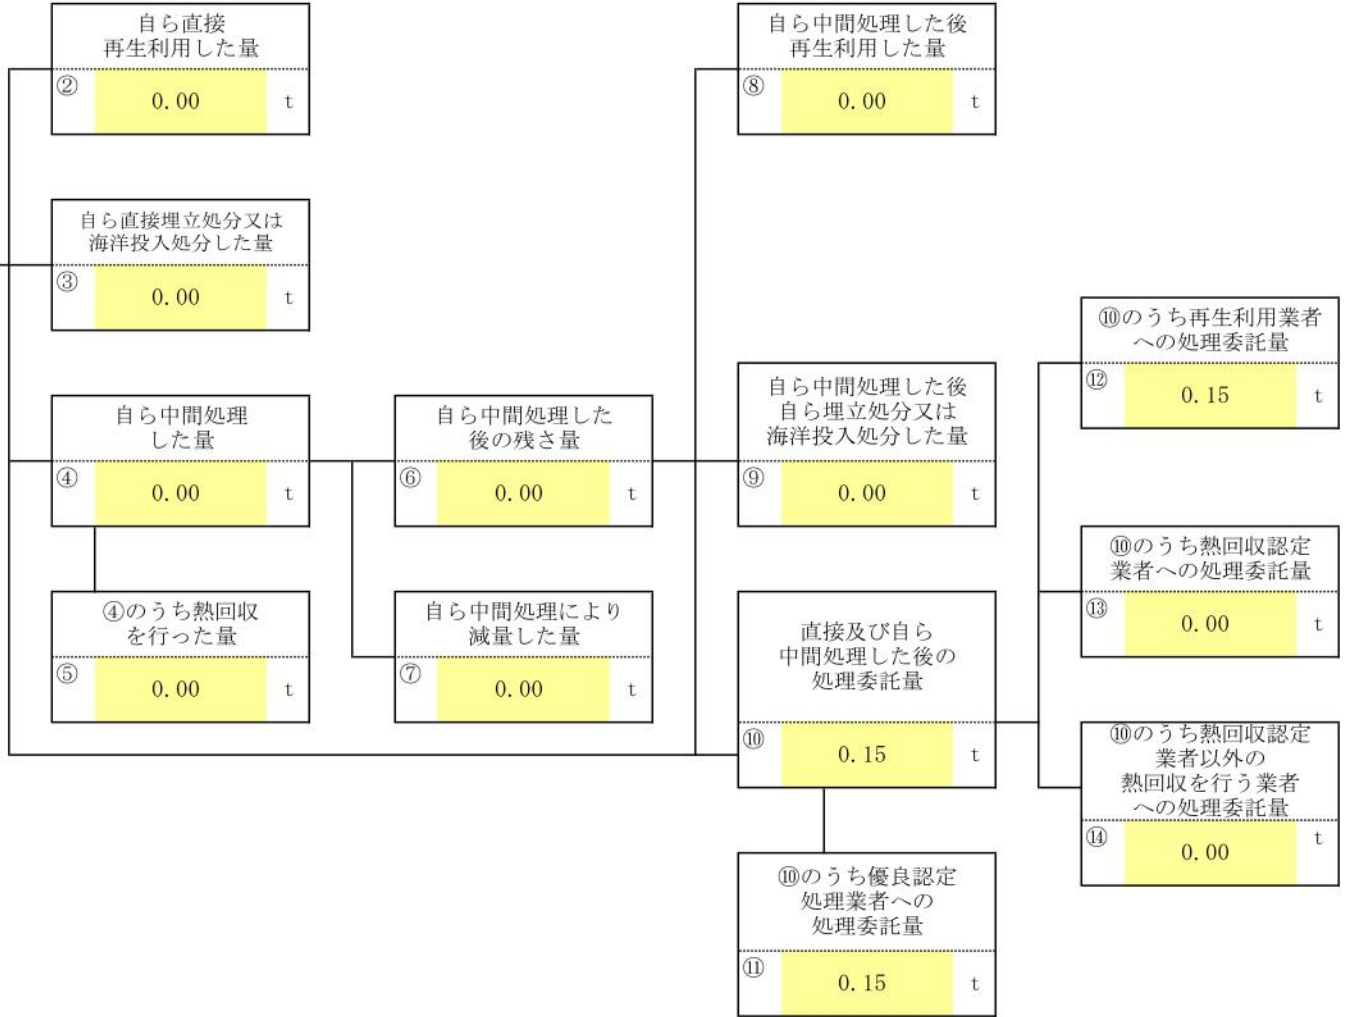 自ら直接
再生利用した量
②
0.00
t
自ら中間処理した後
再生利用した量
⑧
0.00
t
自ら直接埋立処分又は
海洋投入処分した量
③
0.00
t
⑩のうち再生利用業者
への処理委託量
⑫
0.15
t
自ら中間処理
した量
④
0.00
t
自ら中間処理した
後の残さ量
⑥
0.00
t
自ら中間処理した後
自ら埋立処分又は
海洋投入処分した量
⑨
0.00
t
⑩のうち熱回収認定
業者への処理委託量
⑬
0.00
t
④のうち熱回収
を行った量
⑤
0.00
t
自ら中間処理により
減量した量
⑦
0.00
t
直接及び自ら
中間処理した後の
処理委託量
⑩
0.15
t
⑩のうち熱回収認定
業者以外の
熱回収を行う業者
への処理委託量
⑭
0.00
t
⑩のうち優良認定
処理業者への
処理委託量
⑪
0.15
t